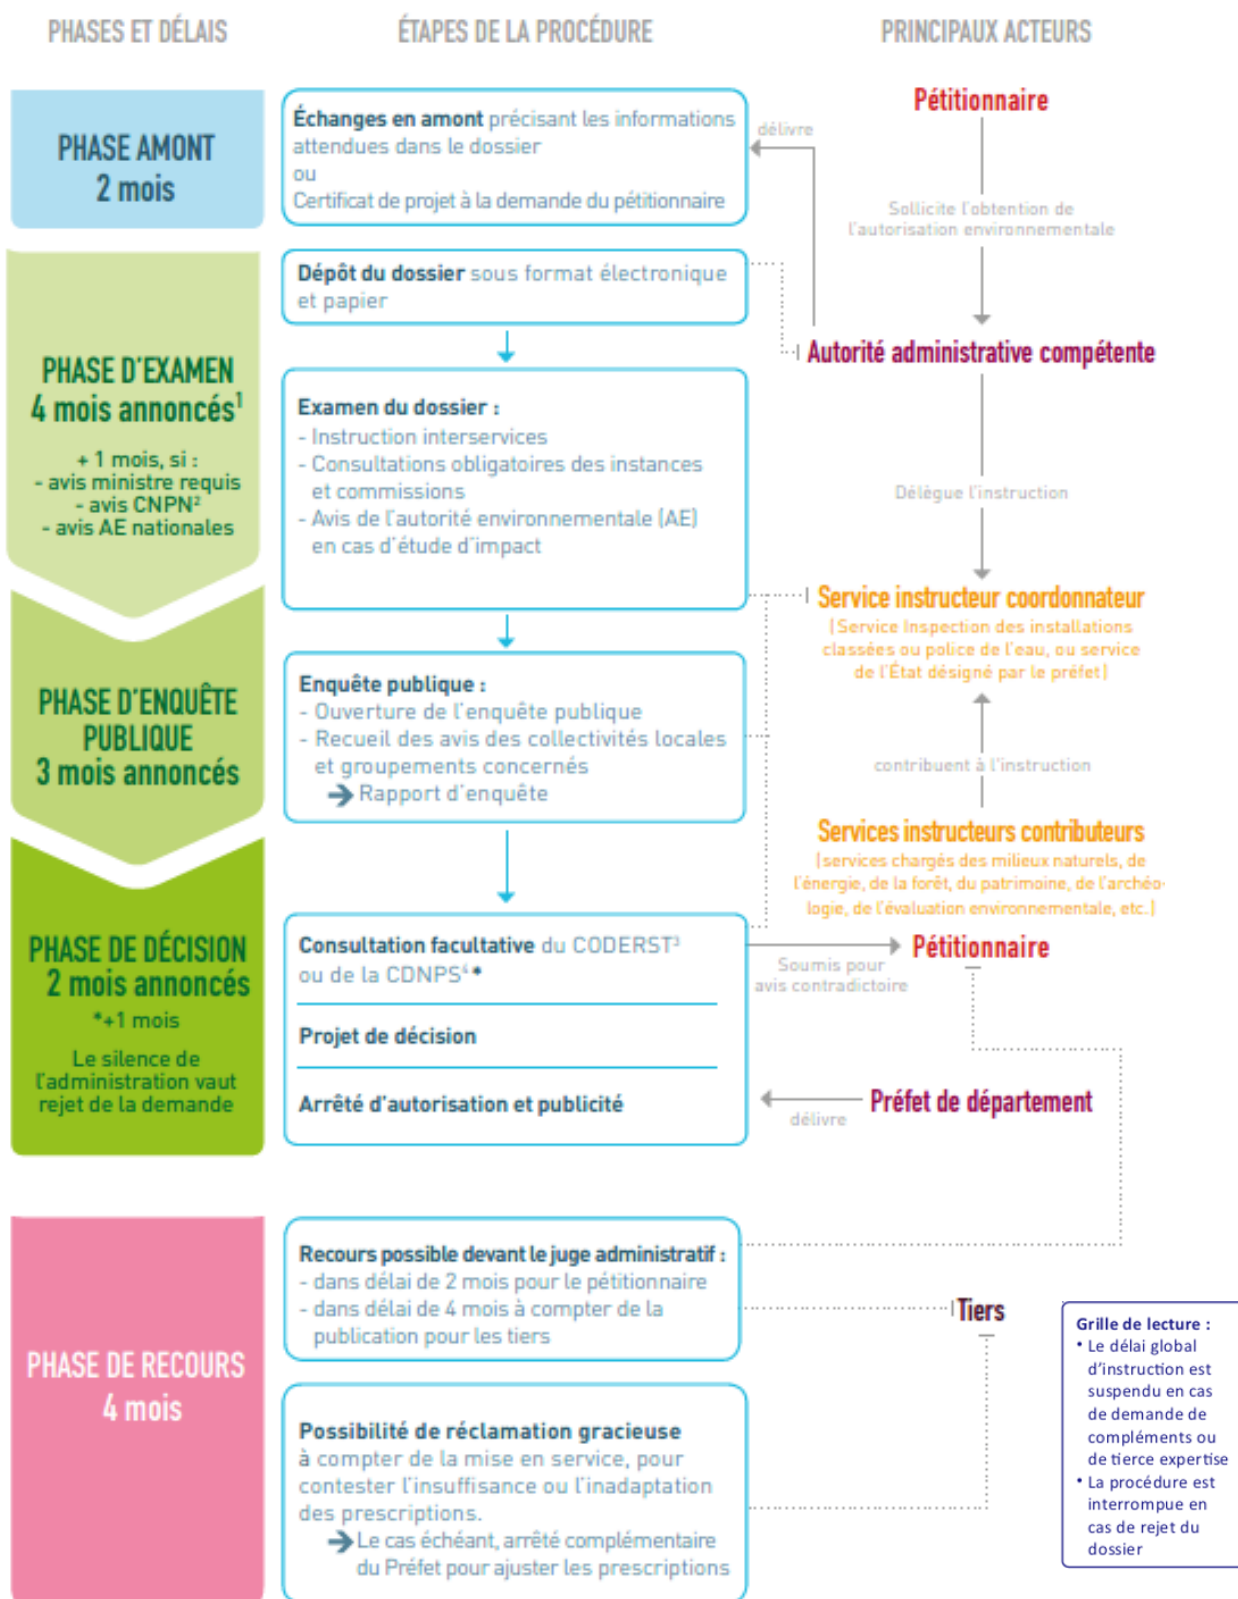 PHASES ET DÉLAIS
ÉTAPES DE LA PROCÉDURE
PRINCIPAUX ACTEURS
PHASE AMONT
2 mois
Échanges en amont précisant les informations
attendues dans le dossier
ou
Certificat de projet à la demande du pétitionnaire
délivre
Pétitionnaire
Sollicite l'obtention de
l'autorisation environnementale
PHASE D'EXAMEN
4 mois annoncés¹
+ 1 mois, si :
- avis ministre requis
- avis CNPN²
- avis AE nationales
Dépôt du dossier sous format électronique
et papier
Autorité administrative compétente
Examen du dossier :
- Instruction interservices
- Consultations obligatoires des instances
et commissions
- Avis de l'autorité environnementale (AE)
en cas d'étude d'impact
Délègue l'instruction
Service instructeur coordonnateur
(Service Inspection des installations
classées ou police de l'eau, ou service
de l'État désigné par le préfet)
PHASE D'ENQUÊTE
PUBLIQUE
3 mois annoncés
Enquête publique :
- Ouverture de l'enquête publique
- Recueil des avis des collectivités locales
et groupements concernés
→ Rapport d'enquête
contribuent à l'instruction
Services instructeurs contributeurs
(services chargés des milieux naturels, de
l'énergie, de la forêt, du patrimoine, de l'archéo-
logie, de l'évaluation environnementale, etc.)
PHASE DE DÉCISION
2 mois annoncés
*+1 mois
Le silence de
l'administration vaut
rejet de la demande
Consultation facultative du CODERST³
ou de la CDNPS⁴ *
Projet de décision
Arrêté d'autorisation et publicité
Soumis pour
avis contradictoire
Pétitionnaire
délivre
Préfet de département
PHASE DE RECOURS
4 mois
Recours possible devant le juge administratif :
- dans délai de 2 mois pour le pétitionnaire
- dans délai de 4 mois à compter de la
publication pour les tiers
Tiers
Possibilité de réclamation gracieuse
à compter de la mise en service, pour
contester l'insuffisance ou l'inadaptation
des prescriptions.
→ Le cas échéant, arrêté complémentaire
du Préfet pour ajuster les prescriptions
Grille de lecture :
• Le délai global
d'instruction est
suspendu en cas
de demande de
compléments ou
de tierce expertise
• La procédure est
interrompue en
cas de rejet du
dossier